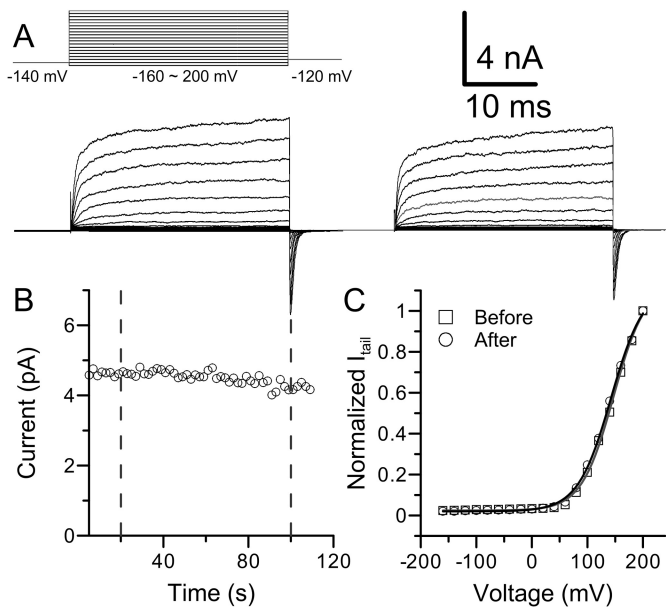 A
-140 mV
-160 ~ 200 mV
-120 mV
4 nA
10 ms
B
6
4
2
0
Current (pA)
40
80
120
Time (s)
C
Before
After
1
0.8
0.6
0.4
0.2
0
Normalized I_tail
-200
-100
0
100
200
Voltage (mV)